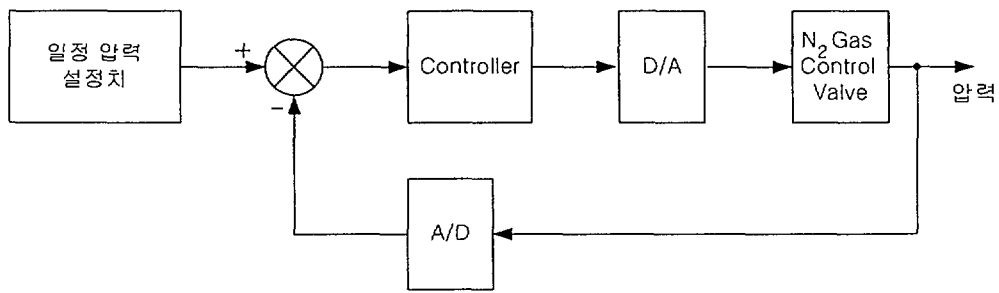 일정 압력
설정치
+
-
Controller
D/A
N2 Gas
Control
Valve
압력
A/D